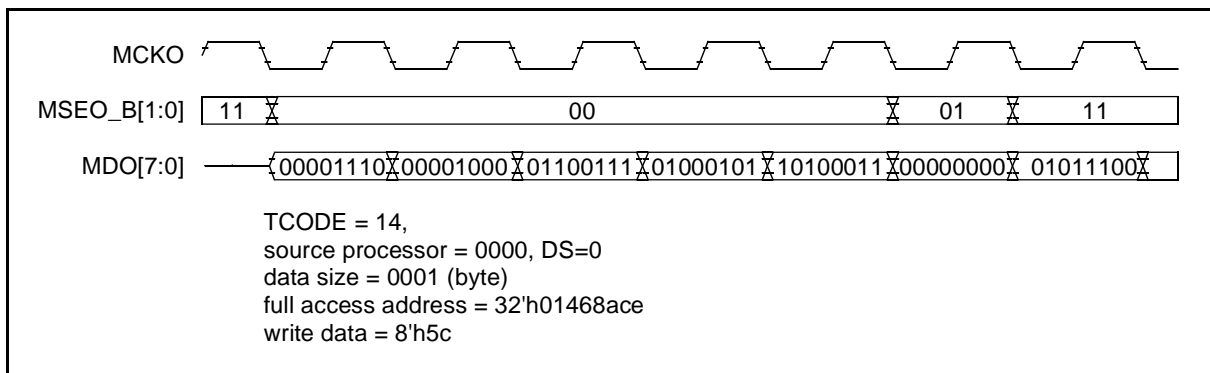 MCKO
MSEO_B[1:0] 11 00 01 11
MDO[7:0] 00001110 00001000 01100111 01000101 10100011 00000000 01011100
TCODE = 14,
source processor = 0000, DS=0
data size = 0001 (byte)
full access address = 32'h01468ace
write data = 8'h5c